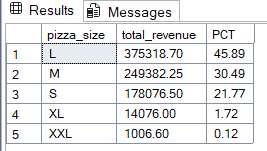 Results Messages
pizza_size total_revenue PCT
1 L 375318.70 45.89
2 M 249382.25 30.49
3 S 178076.50 21.77
4 XL 14076.00 1.72
5 XXL 1006.60 0.12